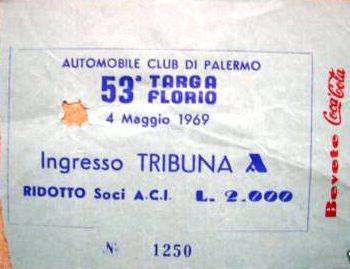 AUTOMOBILE CLUB DI PALERMO
53ª TARGA FLORIO
4 Maggio 1969
Ingresso TRIBUNA A
RIDOTTO Soci A.C.I. L. 2.000
N. 1250
Bevete Coca-Cola